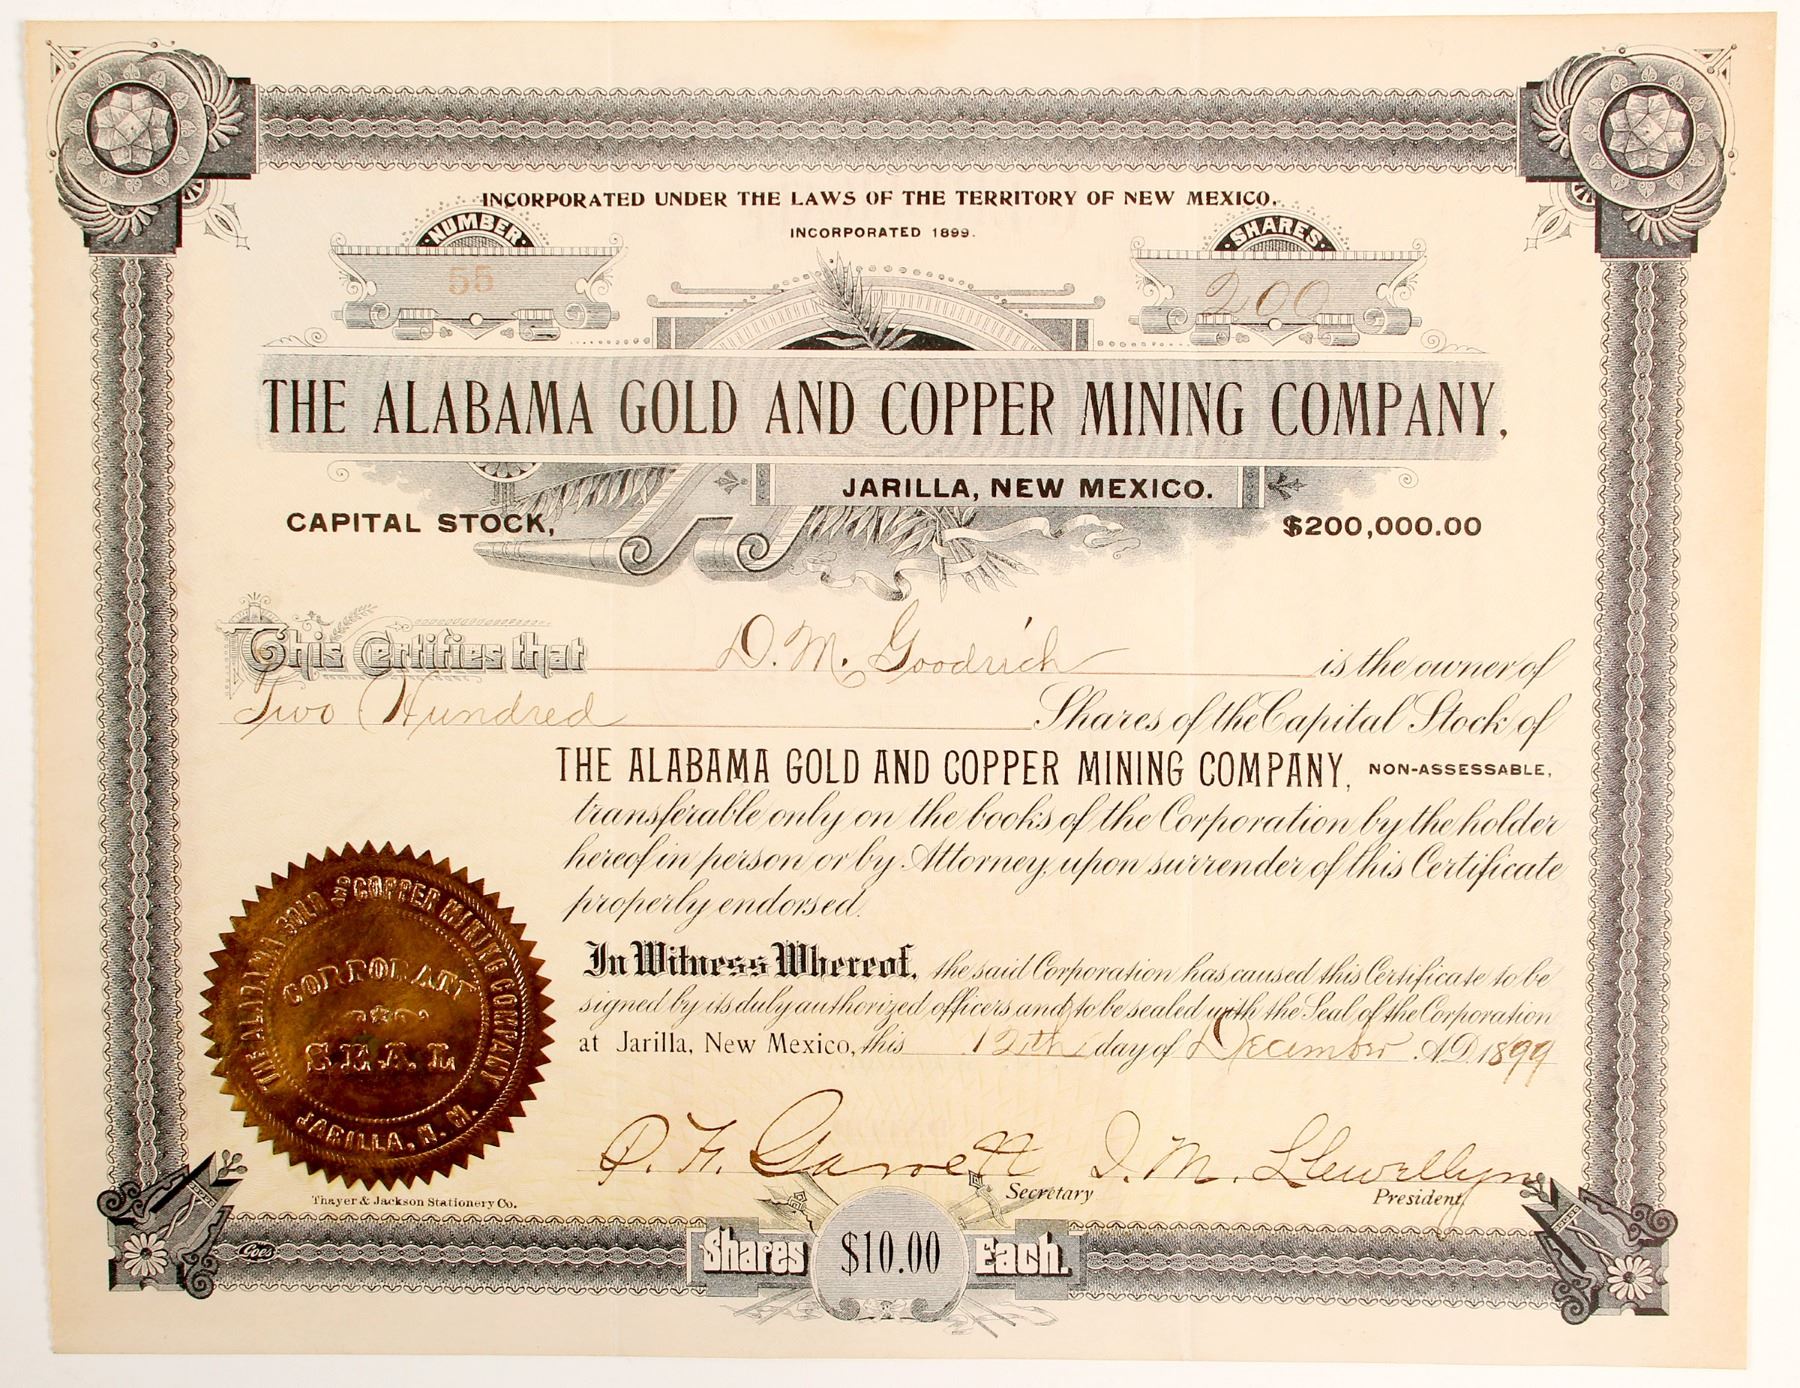 INCORPORATED UNDER THE LAWS OF THE TERRITORY OF NEW MEXICO.
INCORPORATED 1899.
NUMBER
55
SHARES
200
THE ALABAMA GOLD AND COPPER MINING COMPANY,
JARILLA, NEW MEXICO.
CAPITAL STOCK, $200,000.00
This Certifies that D. M. Goodrich is the owner of
Two Hundred Shares of the Capital Stock of
THE ALABAMA GOLD AND COPPER MINING COMPANY, NON-ASSESSABLE,
transferable only on the books of the Corporation by the holder
hereof in person or by Attorney, upon surrender of this Certificate
properly endorsed.
In Witness Whereof, the said Corporation has caused this Certificate to be
signed by its duly authorized officers and to be sealed with the Seal of the Corporation
at Jarilla, New Mexico, this 12th day of December A.D. 1899
THE ALABAMA GOLD AND COPPER MINING COMPANY
CORPORATE
SEAL
JARILLA, N. M.
P. F. Garrett
Secretary
J. M. Llewellyn
President.
Thayer & Jackson Stationery Co.
Goes
Shares $10.00 Each.